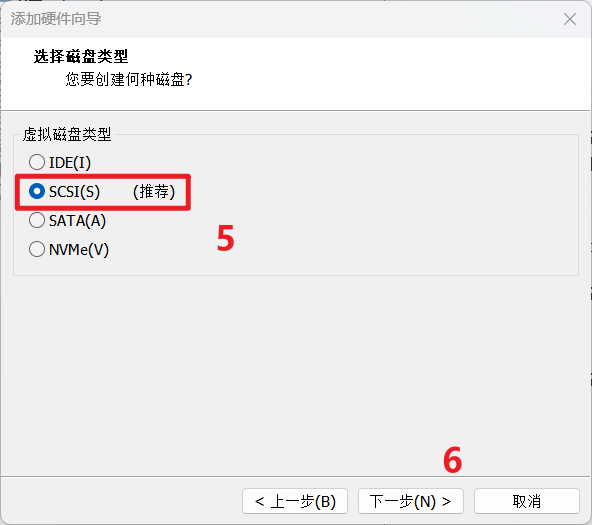 添加硬件向导
选择磁盘类型
您要创建何种磁盘?
虚拟磁盘类型
IDE(I)
SCSI(S) (推荐)
SATA(A)
5
NVMe(V)
6
< 上一步(B) 下一步(N) > 取消